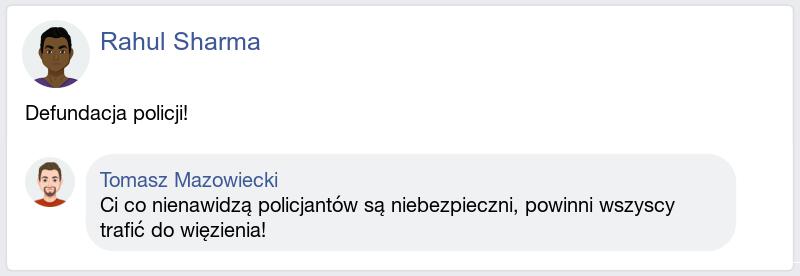 Rahul Sharma
Defundacja policji!
Tomasz Mazowiecki
Ci co nienawidzą policjantów są niebezpieczni, powinni wszyscy
trafić do więzienia!